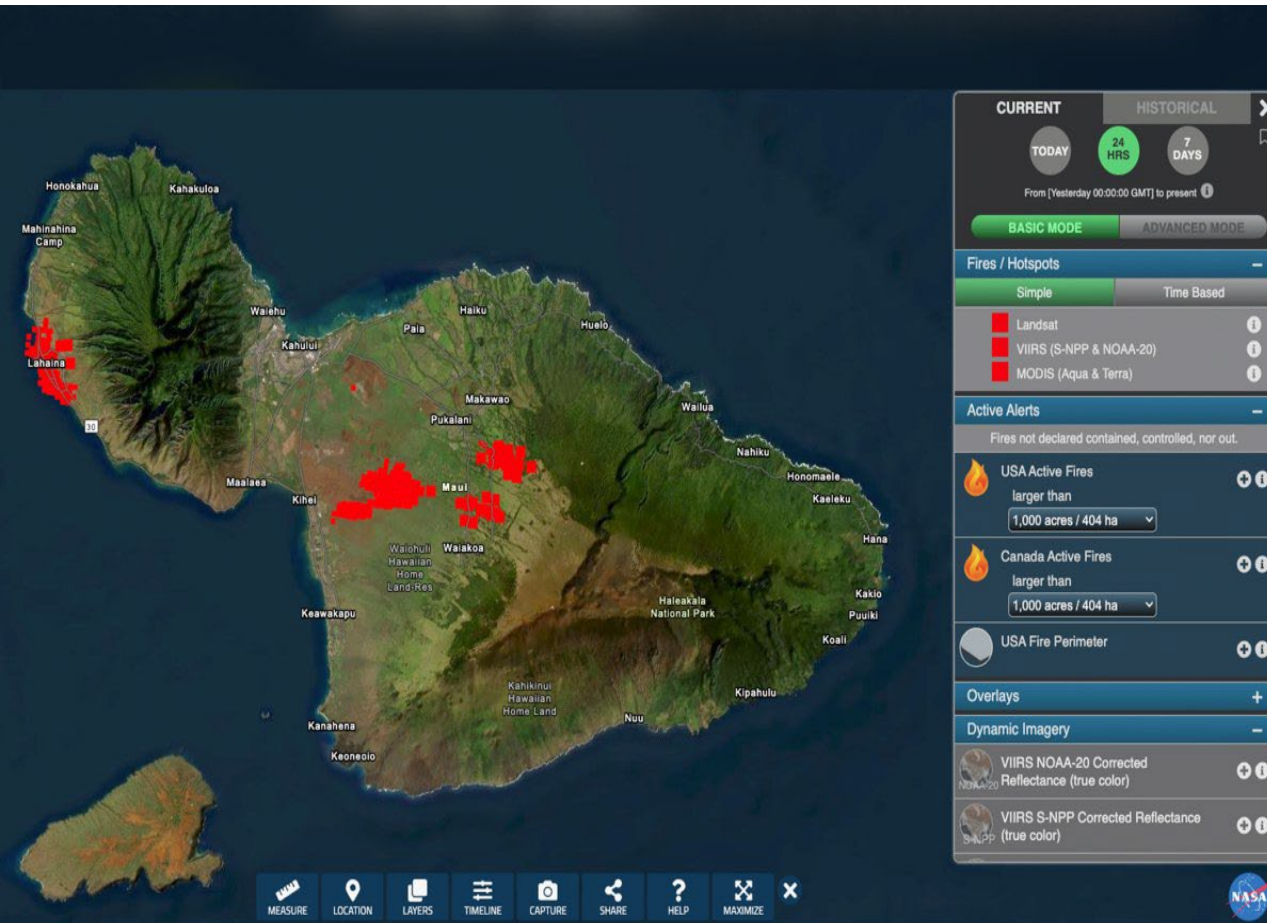 Honokahua
Kahakuloa
Mahinahina
Camp
Waiehu
Kahului
Paia
Haiku
Huelo
Lahaina
30
Makawao
Pukalani
Wailua
Nahiku
Honomaele
Kaeleku
Maalaea
Kihei
Maui
Waiohuli
Hawaiian
Home
Land-Res
Waiakoa
Hana
Keawakapu
Haleakala
National Park
Kakio
Puuiki
Koali
Kahikinui
Hawaiian
Home Land
Kipahulu
Nuu
Kanahena
Keoneoio
CURRENT
HISTORICAL
TODAY
24
HRS
7
DAYS
From [Yesterday 00:00:00 GMT] to present
BASIC MODE
ADVANCED MODE
Fires / Hotspots
Simple
Time Based
Landsat
VIIRS (S-NPP & NOAA-20)
MODIS (Aqua & Terra)
Active Alerts
Fires not declared contained, controlled, nor out.
USA Active Fires
larger than
1,000 acres / 404 ha
Canada Active Fires
larger than
1,000 acres / 404 ha
USA Fire Perimeter
Overlays
Dynamic Imagery
VIIRS NOAA-20 Corrected
Reflectance (true color)
NOAA-20
VIIRS S-NPP Corrected Reflectance
(true color)
S-NPP
MEASURE
LOCATION
LAYERS
TIMELINE
CAPTURE
SHARE
HELP
MAXIMIZE
NASA